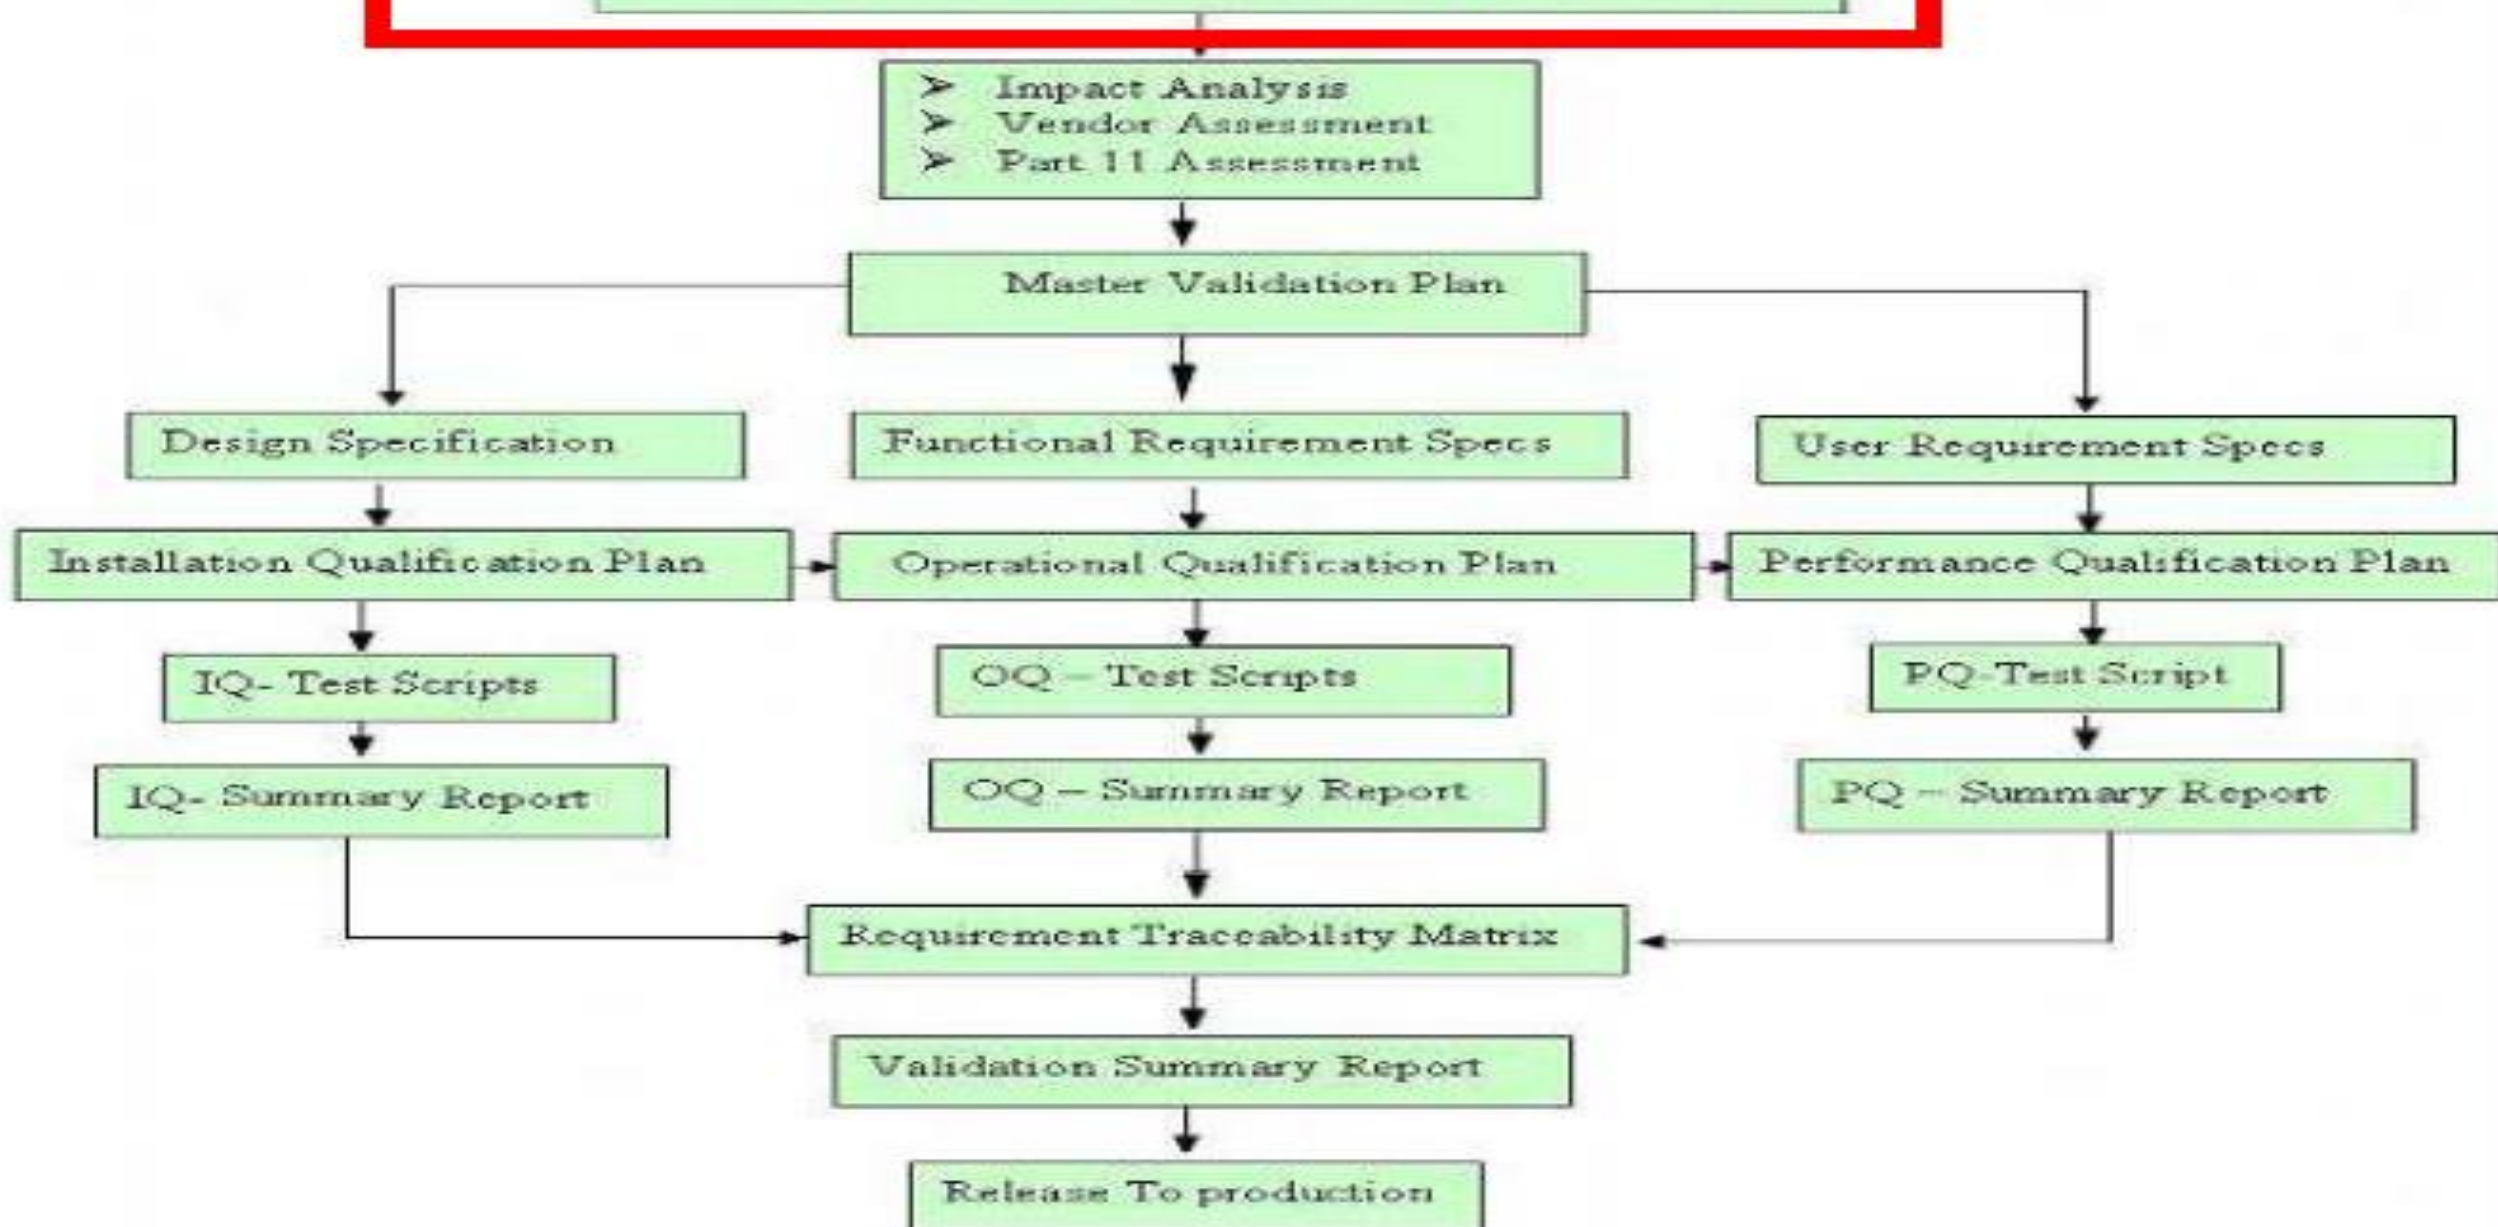 ➢ Impact Analysis
➢ Vendor Assessment
➢ Part 11 Assessment
Master Validation Plan
Design Specification
Functional Requirement Specs
User Requirement Specs
Installation Qualification Plan
Operational Qualification Plan
Performance Qualification Plan
IQ- Test Scripts
OQ – Test Scripts
PQ-Test Script
IQ- Summary Report
OQ – Summary Report
PQ – Summary Report
Requirement Traceability Matrix
Validation Summary Report
Release To production